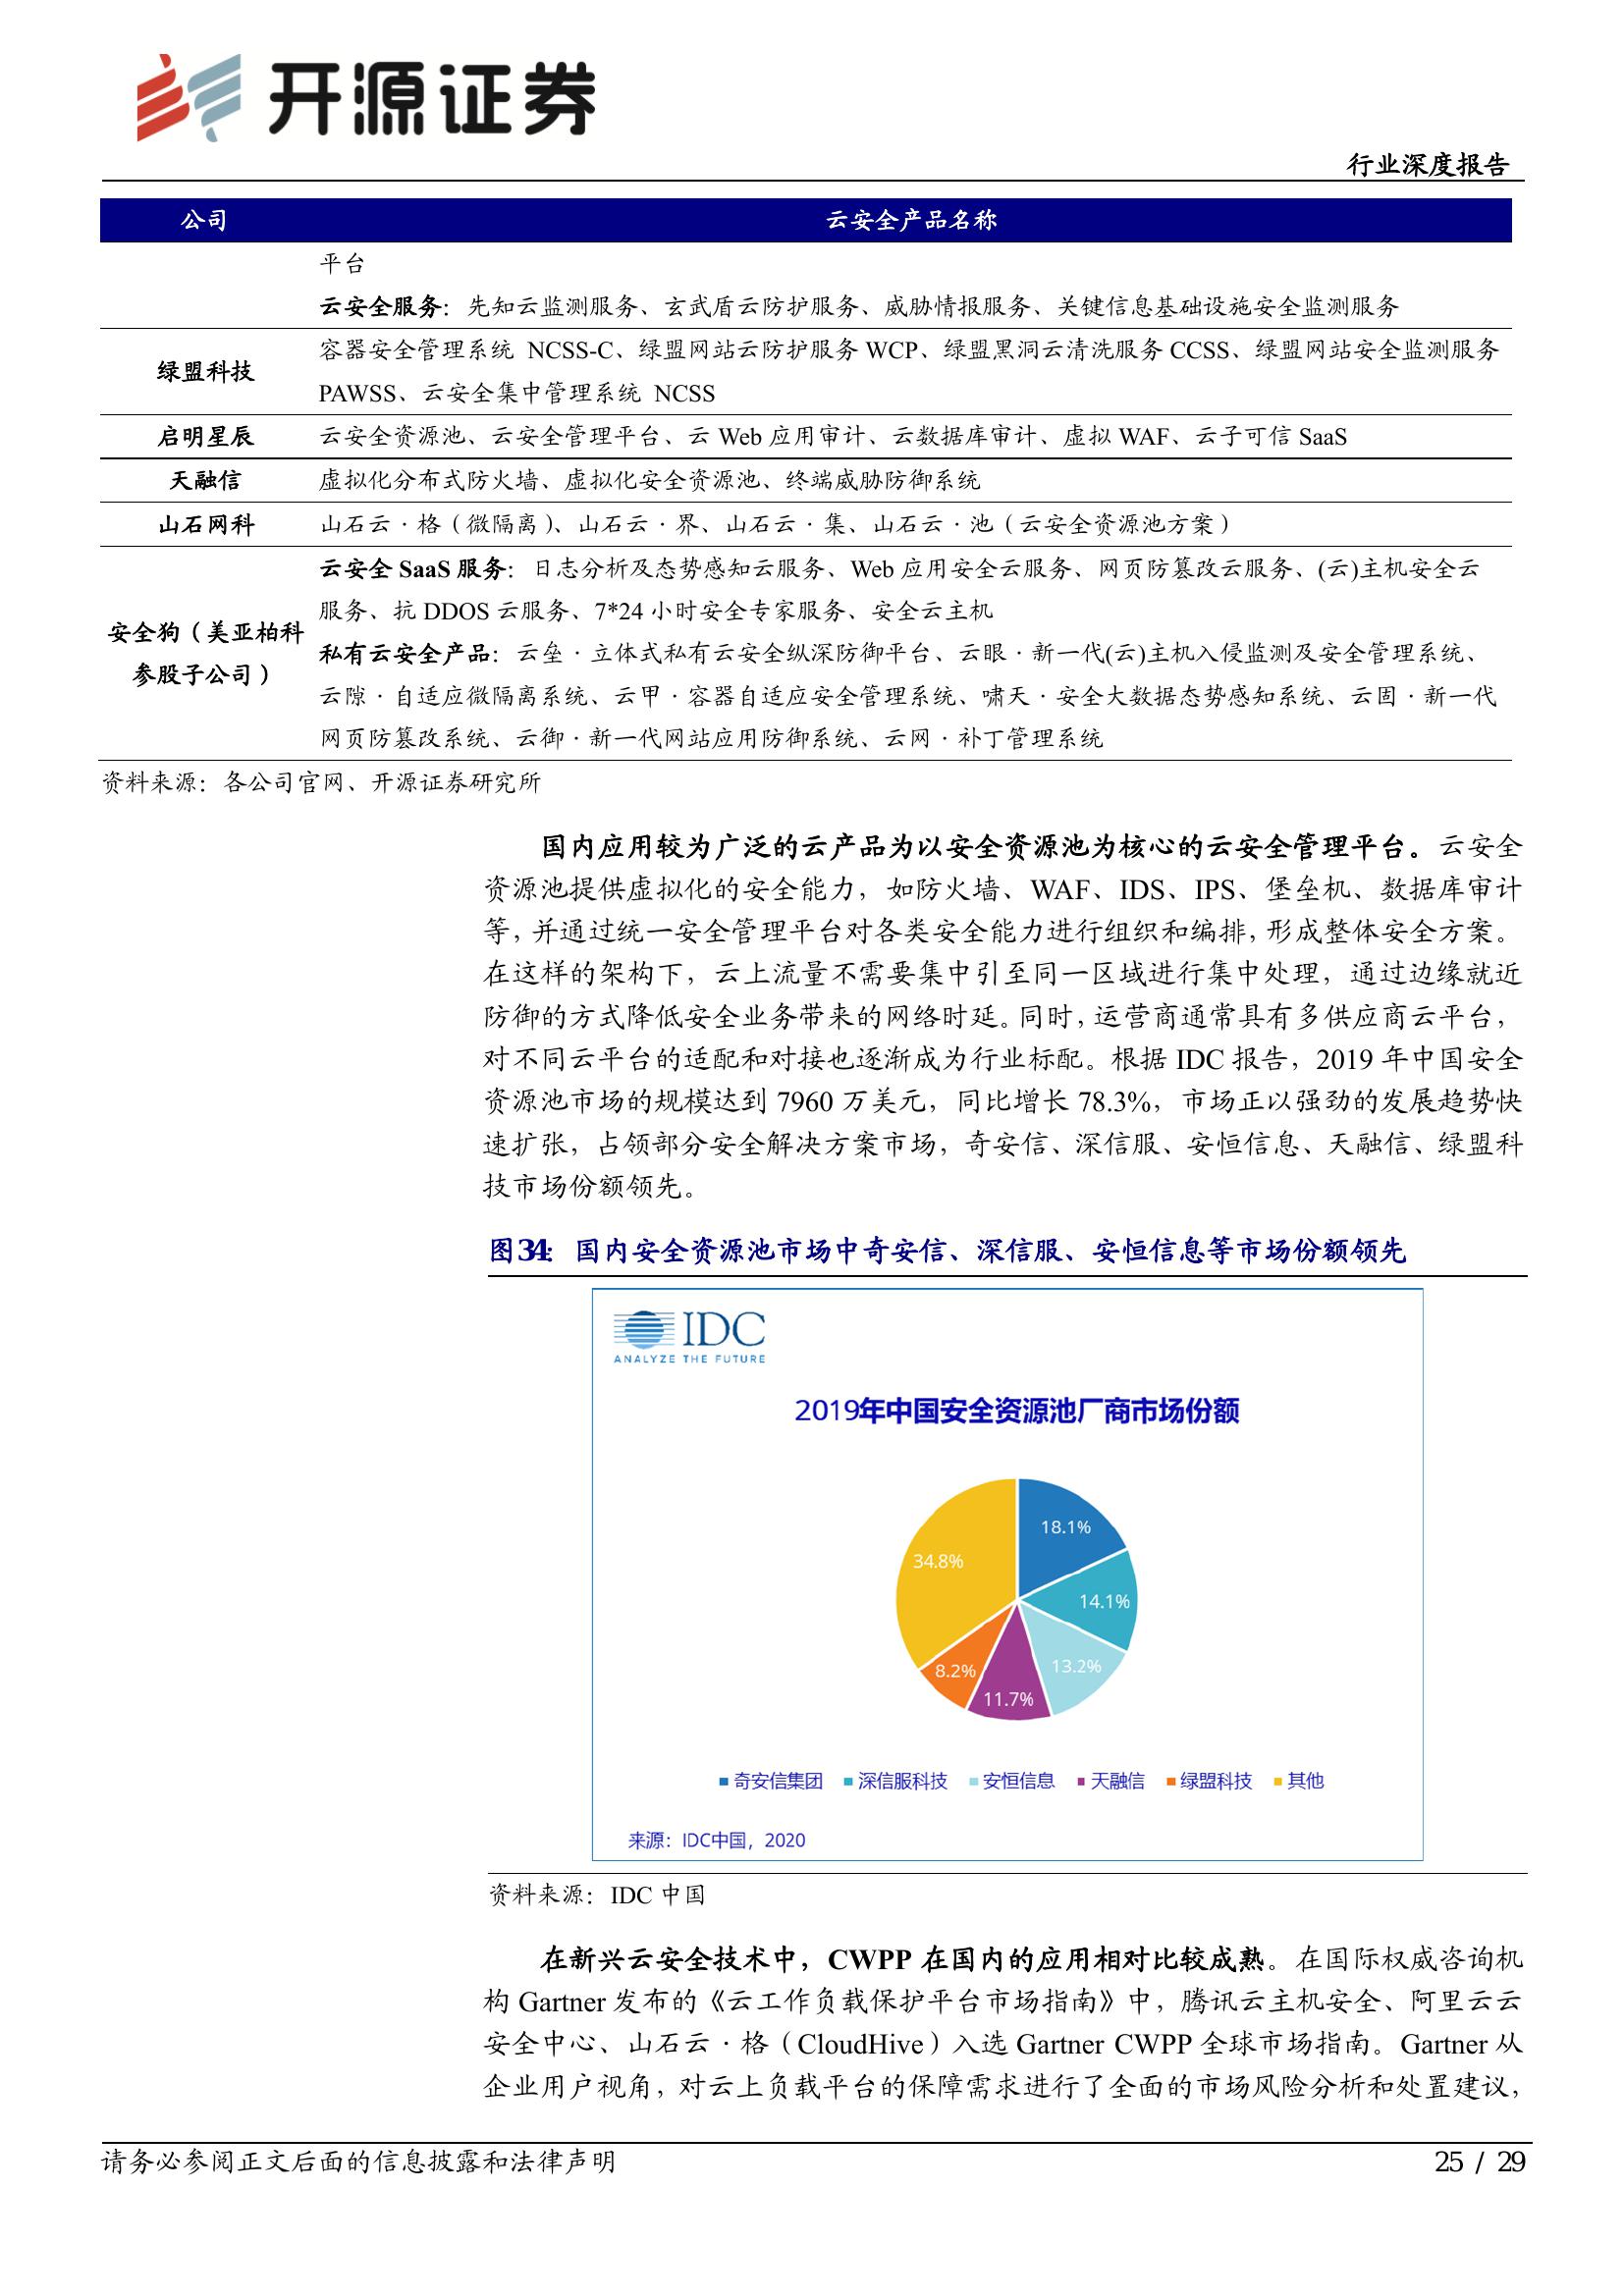 开源证券
行业深度报告
公司 云安全产品名称
平台
云安全服务：先知云监测服务、玄武盾云防护服务、威胁情报服务、关键信息基础设施安全监测服务
绿盟科技
容器安全管理系统 NCSS-C、绿盟网站云防护服务 WCP、绿盟黑洞云清洗服务 CCSS、绿盟网站安全监测服务
PAWSS、云安全集中管理系统 NCSS
启明星辰 云安全资源池、云安全管理平台、云 Web 应用审计、云数据库审计、虚拟 WAF、云子可信 SaaS
天融信 虚拟化分布式防火墙、虚拟化安全资源池、终端威胁防御系统
山石网科 山石云·格（微隔离）、山石云·界、山石云·集、山石云·池（云安全资源池方案）
安全狗（美亚柏科
参股子公司）
云安全 SaaS 服务：日志分析及态势感知云服务、Web 应用安全云服务、网页防篡改云服务、(云)主机安全云
服务、抗 DDOS 云服务、7*24 小时安全专家服务、安全云主机
私有云安全产品：云垒·立体式私有云安全纵深防御平台、云眼·新一代(云)主机入侵监测及安全管理系统、
云隙·自适应微隔离系统、云甲·容器自适应安全管理系统、啸天·安全大数据态势感知系统、云固·新一代
网页防篡改系统、云御·新一代网站应用防御系统、云网·补丁管理系统
资料来源：各公司官网、开源证券研究所
国内应用较为广泛的云产品为以安全资源池为核心的云安全管理平台。云安全
资源池提供虚拟化的安全能力，如防火墙、WAF、IDS、IPS、堡垒机、数据库审计
等，并通过统一安全管理平台对各类安全能力进行组织和编排，形成整体安全方案。
在这样的架构下，云上流量不需要集中引至同一区域进行集中处理，通过边缘就近
防御的方式降低安全业务带来的网络时延。同时，运营商通常具有多供应商云平台，
对不同云平台的适配和对接也逐渐成为行业标配。根据 IDC 报告，2019 年中国安全
资源池市场的规模达到 7960 万美元，同比增长 78.3%，市场正以强劲的发展趋势快
速扩张，占领部分安全解决方案市场，奇安信、深信服、安恒信息、天融信、绿盟科
技市场份额领先。
图34：国内安全资源池市场中奇安信、深信服、安恒信息等市场份额领先
IDC
ANALYZE THE FUTURE
2019年中国安全资源池厂商市场份额
18.1%
34.8%
14.1%
13.2%
8.2%
11.7%
奇安信集团 深信服科技 安恒信息 天融信 绿盟科技 其他
来源：IDC中国，2020
资料来源：IDC 中国
在新兴云安全技术中，CWPP 在国内的应用相对比较成熟。在国际权威咨询机
构 Gartner 发布的《云工作负载保护平台市场指南》中，腾讯云主机安全、阿里云云
安全中心、山石云·格（CloudHive）入选 Gartner CWPP 全球市场指南。Gartner 从
企业用户视角，对云上负载平台的保障需求进行了全面的市场风险分析和处置建议，
请务必参阅正文后面的信息披露和法律声明
25 / 29